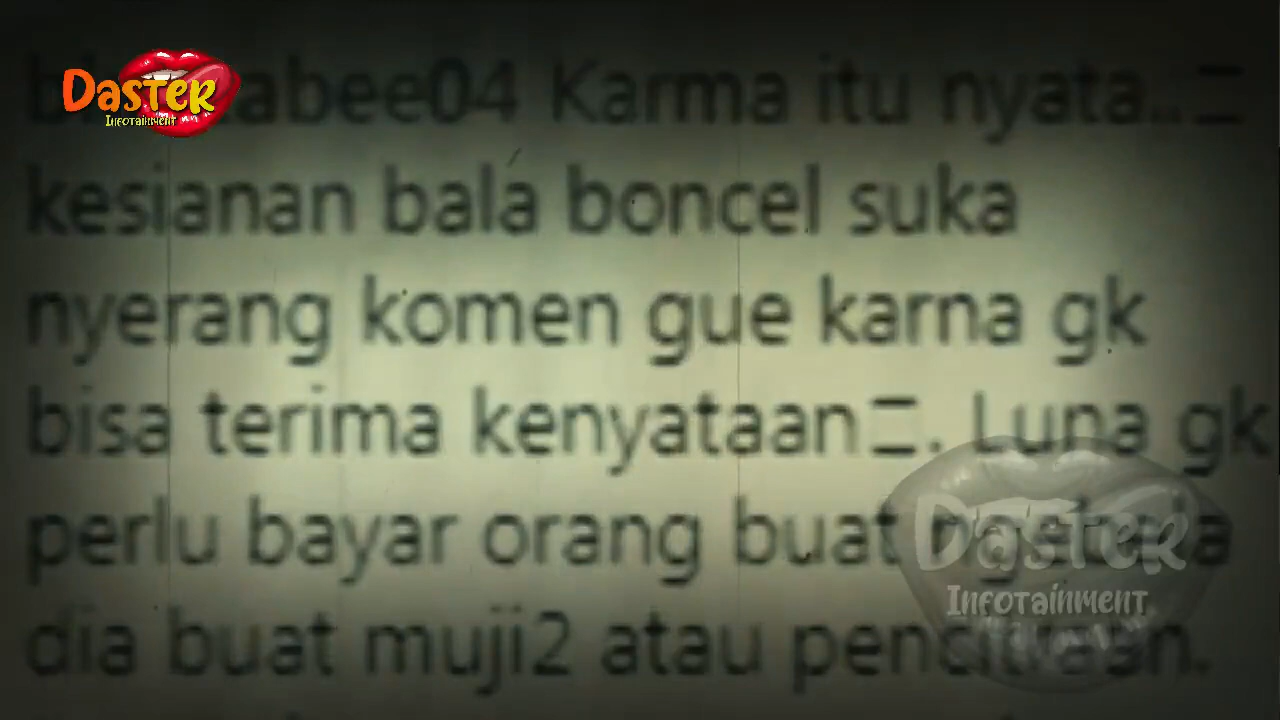 DASTER
INFOTAINMENT
Karma itu nyata..
kesianan bala boncel suka
nyerang komen gue karna gk
bisa terima kenyataan. Luna gk
perlu bayar orang buat
dia buat muji2 atau pencitraan.
DASTER
INFOTAINMENT